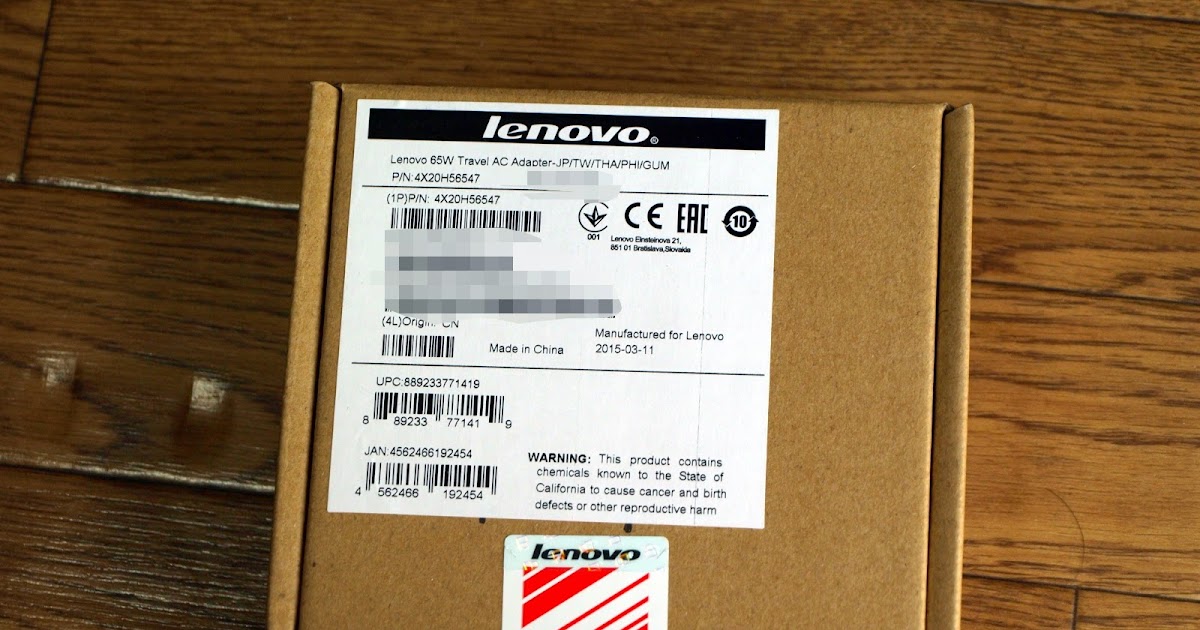 lenovo®
Lenovo 65W Travel AC Adapter-JP/TW/THA/PHI/GUM
P/N:4X20H56547
(1P)P/N: 4X20H56547
001
CE EAC 10
Lenovo Einsteinova 21,
851 01 Bratislava,Slovakia
(4L)Origin: CN
Made in China
Manufactured for Lenovo
2015-03-11
UPC:889233771419
8 89233 77141 9
JAN:4562466192454
4 562466 192454
WARNING: This product contains
chemicals known to the State of
California to cause cancer and birth
defects or other reproductive harm
lenovo